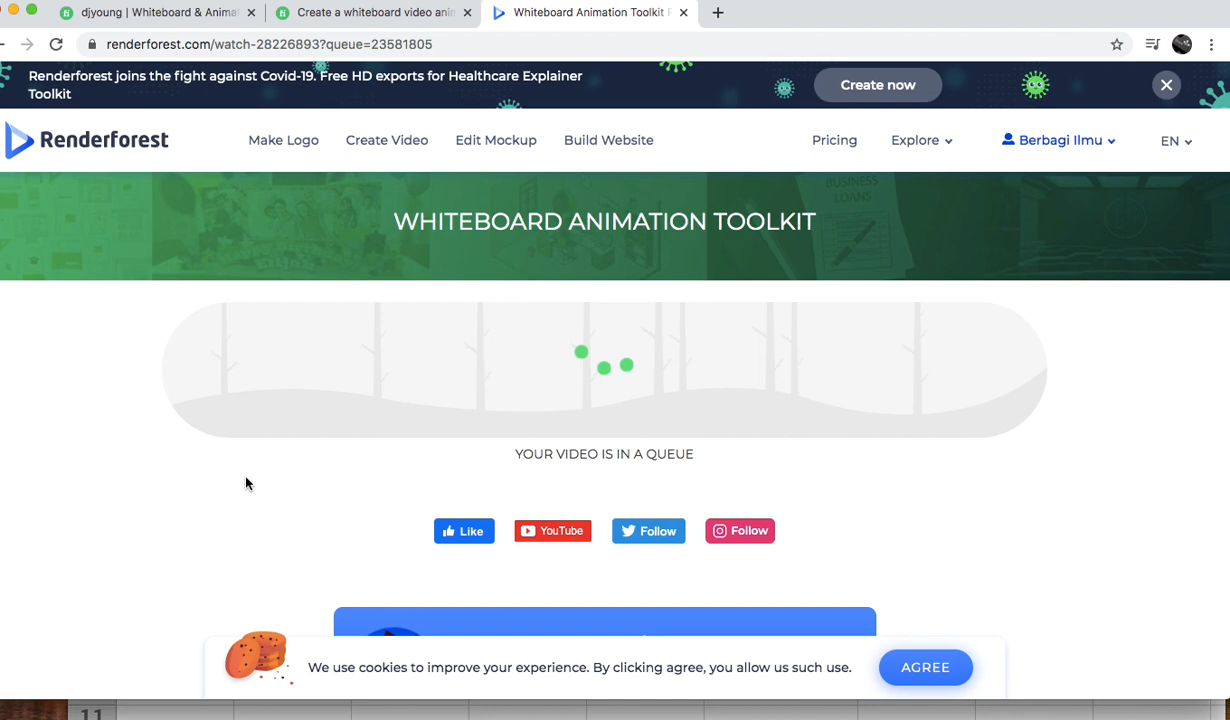 djyoung | Whiteboard & Anima
Create a whiteboard video anim
Whiteboard Animation Toolkit
renderforest.com/watch-28226893?queue=23581805
Renderforest joins the fight against Covid-19. Free HD exports for Healthcare Explainer
Toolkit
Create now
Renderforest
Make Logo
Create Video
Edit Mockup
Build Website
Pricing
Explore
Berbagi Ilmu
EN
BUSINESS
LOANS
WHITEBOARD ANIMATION TOOLKIT
YOUR VIDEO IS IN A QUEUE
Like
YouTube
Follow
Follow
We use cookies to improve your experience. By clicking agree, you allow us such use.
AGREE
11